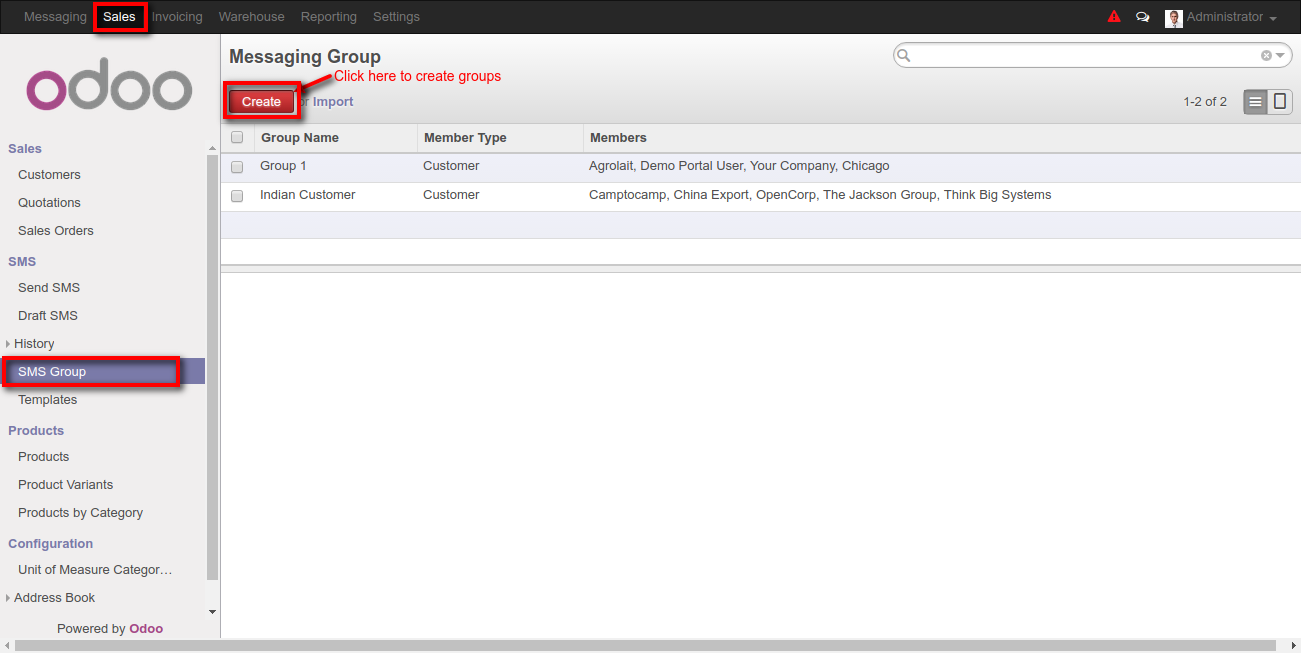 Messaging Sales Invoicing Warehouse Reporting Settings Administrator
odoo
Messaging Group
Click here to create groups
Create or Import
1-2 of 2
Group Name Member Type Members
Group 1 Customer Agrolait, Demo Portal User, Your Company, Chicago
Indian Customer Customer Camptocamp, China Export, OpenCorp, The Jackson Group, Think Big Systems
Sales
Customers
Quotations
Sales Orders
SMS
Send SMS
Draft SMS
History
SMS Group
Templates
Products
Products
Product Variants
Products by Category
Configuration
Unit of Measure Categor…
Address Book
Powered by Odoo